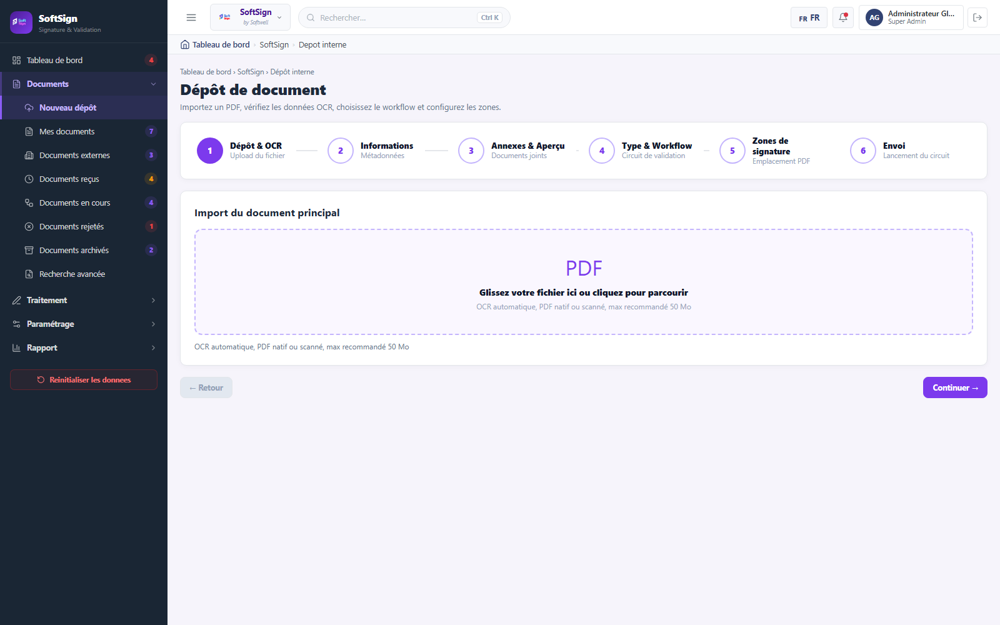 SoftSign
Signature & Validation
Tableau de bord 4
Documents
Nouveau dépôt
Mes documents 7
Documents externes 3
Documents reçus 4
Documents en cours 4
Documents rejetés 1
Documents archivés 2
Recherche avancée
Traitement
Paramétrage
Rapport
Reinitialiser les donnees
Soft Sign
SoftSign
by Softwell
Rechercher... Ctrl K
FR FR
AG
Administrateur Gl...
Super Admin
Tableau de bord › SoftSign › Depot interne
Tableau de bord › SoftSign › Dépôt interne
Dépôt de document
Importez un PDF, vérifiez les données OCR, choisissez le workflow et configurez les zones.
1 Dépôt & OCR
Upload du fichier
2 Informations
Métadonnées
3 Annexes & Aperçu
Documents joints
4 Type & Workflow
Circuit de validation
5 Zones de
signature
Emplacement PDF
6 Envoi
Lancement du circuit
Import du document principal
PDF
Glissez votre fichier ici ou cliquez pour parcourir
OCR automatique, PDF natif ou scanné, max recommandé 50 Mo
OCR automatique, PDF natif ou scanné, max recommandé 50 Mo
← Retour
Continuer →